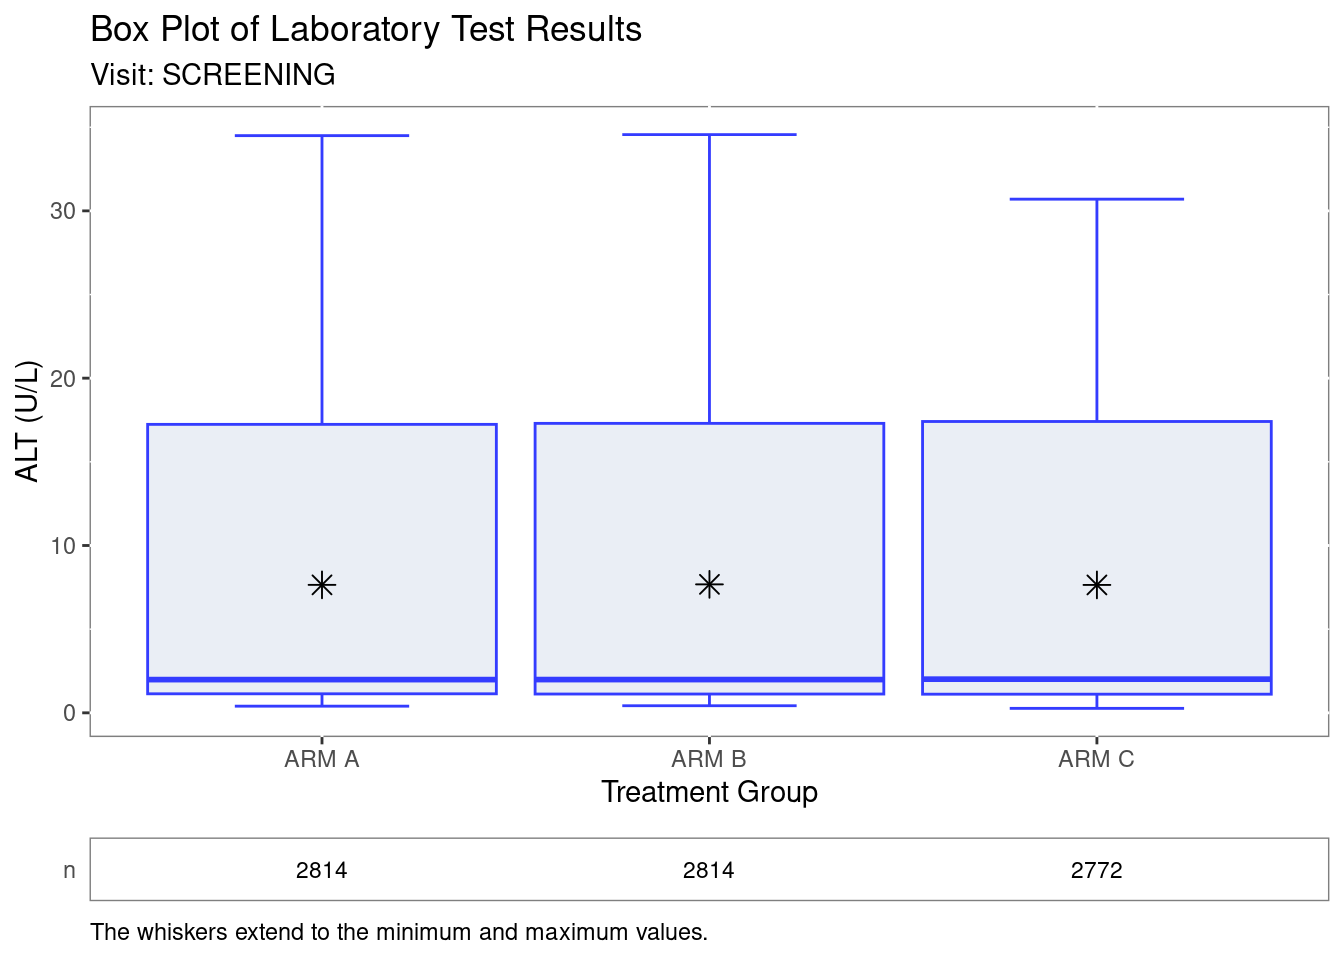 Box Plot of Laboratory Test Results
Visit: SCREENING
ALT (U/L)
30
20
10
0
ARM A ARM B ARM C
Treatment Group
n 2814 2814 2772
The whiskers extend to the minimum and maximum values.